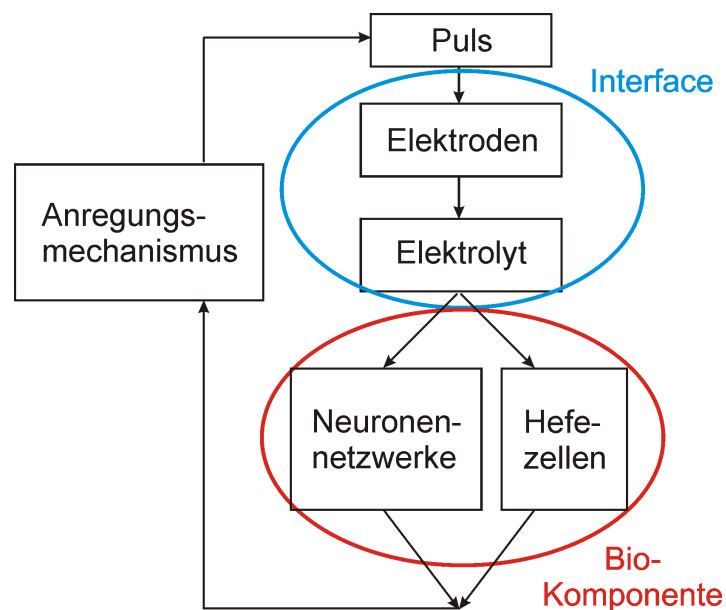 Puls
Interface
Elektroden
Anregungs-
mechanismus
Elektrolyt
Neuronen-
netzwerke
Hefe-
zellen
Bio-
Komponente